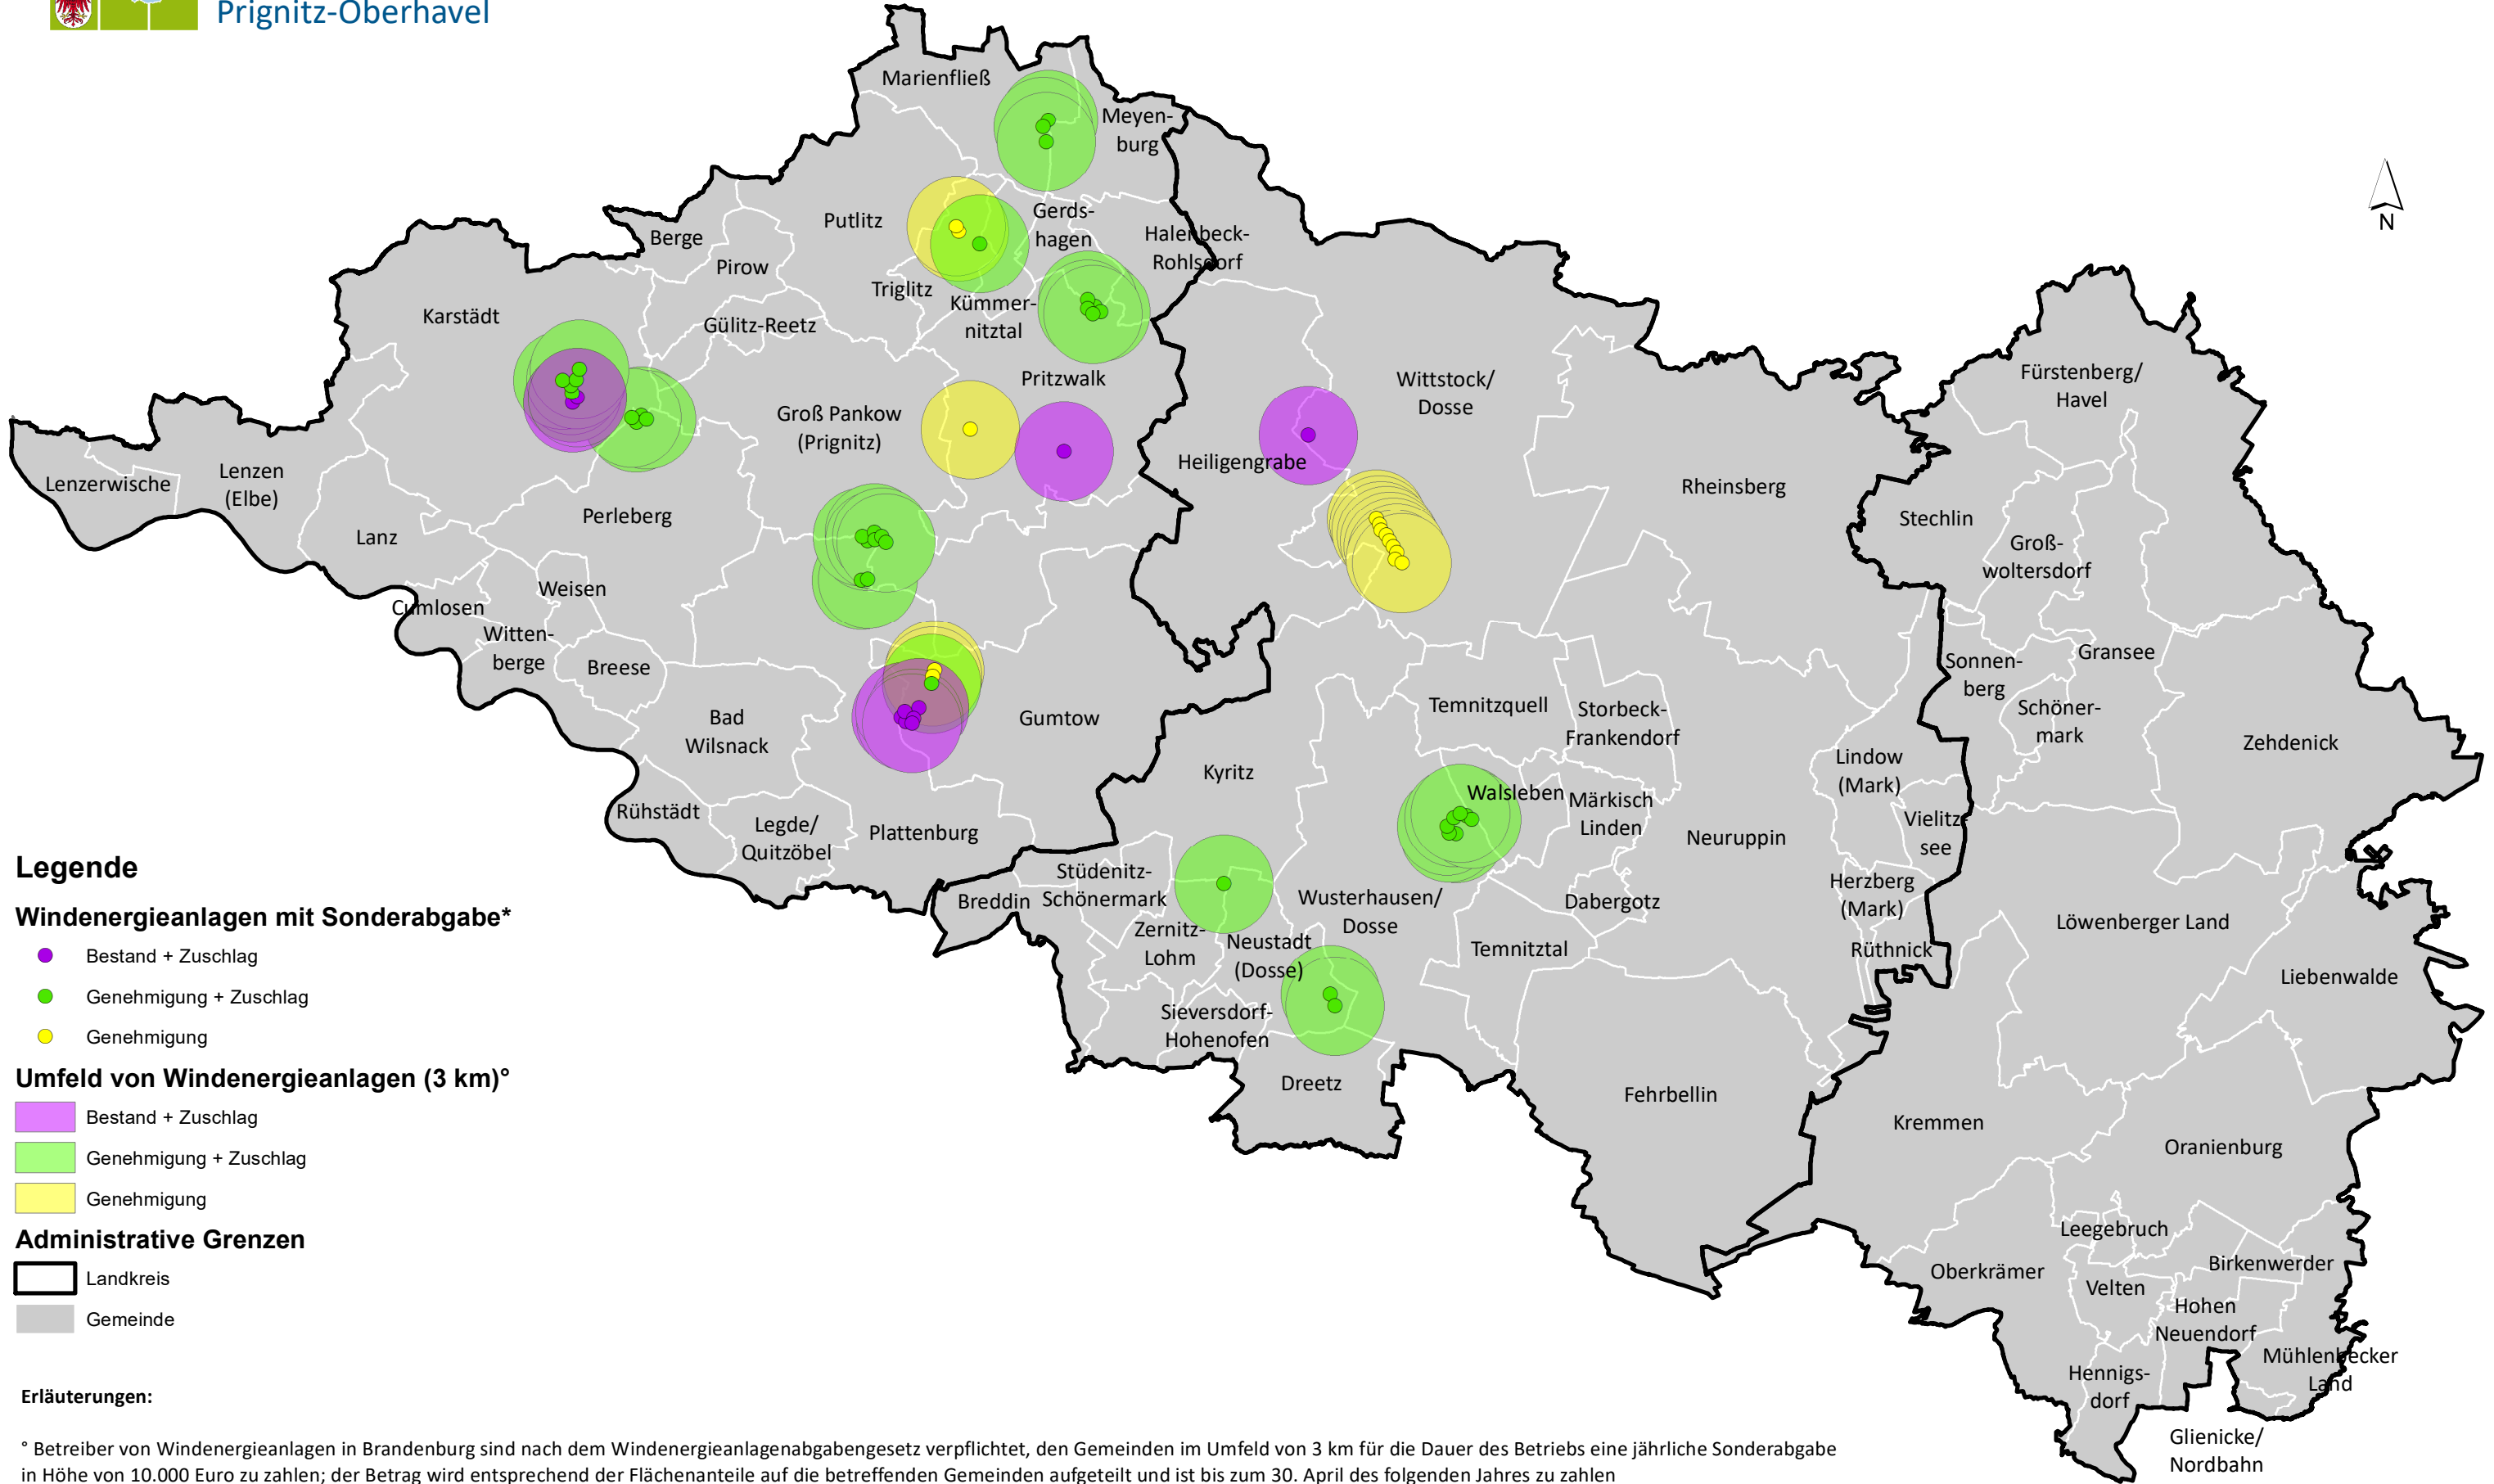 Prignitz-Oberhavel
Marienfließ
Meyen-
burg
Putlitz
Gerds-
hagen
Halenbeck-
Rohlsdorf
Berge
Pirow
Triglitz
Kümmer-
nitztal
Karstädt
Gülitz-Reetz
Pritzwalk
Wittstock/
Dosse
Fürstenberg/
Havel
Groß Pankow
(Prignitz)
Heiligengrabe
Lenzerwische
Lenzen
(Elbe)
Rheinsberg
Perleberg
Lanz
Stechlin
Groß-
woltersdorf
Weisen
Cumlosen
Witten-
berge
Breese
Gransee
Sonnen-
berg
Schöner-
mark
Zehdenick
Bad
Wilsnack
Gumtow
Temnitzquell
Storbeck-
Frankendorf
Kyritz
Lindow
(Mark)
Walsleben
Märkisch
Linden
Rühstädt
Legde/
Quitzöbel
Plattenburg
Neuruppin
Vielitz-
see
Stüdenitz-
Schönermark
Breddin
Wusterhausen/
Dosse
Dabergotz
Herzberg
(Mark)
Zernitz-
Lohm
Neustadt
(Dosse)
Temnitztal
Rüthnick
Löwenberger Land
Liebenwalde
Sieversdorf-
Hohenofen
Dreetz
Fehrbellin
Kremmen
Oranienburg
Leegebruch
Birkenwerder
Oberkrämer
Velten
Hohen
Neuendorf
Mühlenbecker
Land
Hennigs-
dorf
Glienicke/
Nordbahn
N
Legende
Windenergieanlagen mit Sonderabgabe*
Bestand + Zuschlag
Genehmigung + Zuschlag
Genehmigung
Umfeld von Windenergieanlagen (3 km)°
Bestand + Zuschlag
Genehmigung + Zuschlag
Genehmigung
Administrative Grenzen
Landkreis
Gemeinde
Erläuterungen:
° Betreiber von Windenergieanlagen in Brandenburg sind nach dem Windenergieanlagenabgabengesetz verpflichtet, den Gemeinden im Umfeld von 3 km für die Dauer des Betriebs eine jährliche Sonderabgabe
in Höhe von 10.000 Euro zu zahlen; der Betrag wird entsprechend der Flächenanteile auf die betreffenden Gemeinden aufgeteilt und ist bis zum 30. April des folgenden Jahres zu zahlen